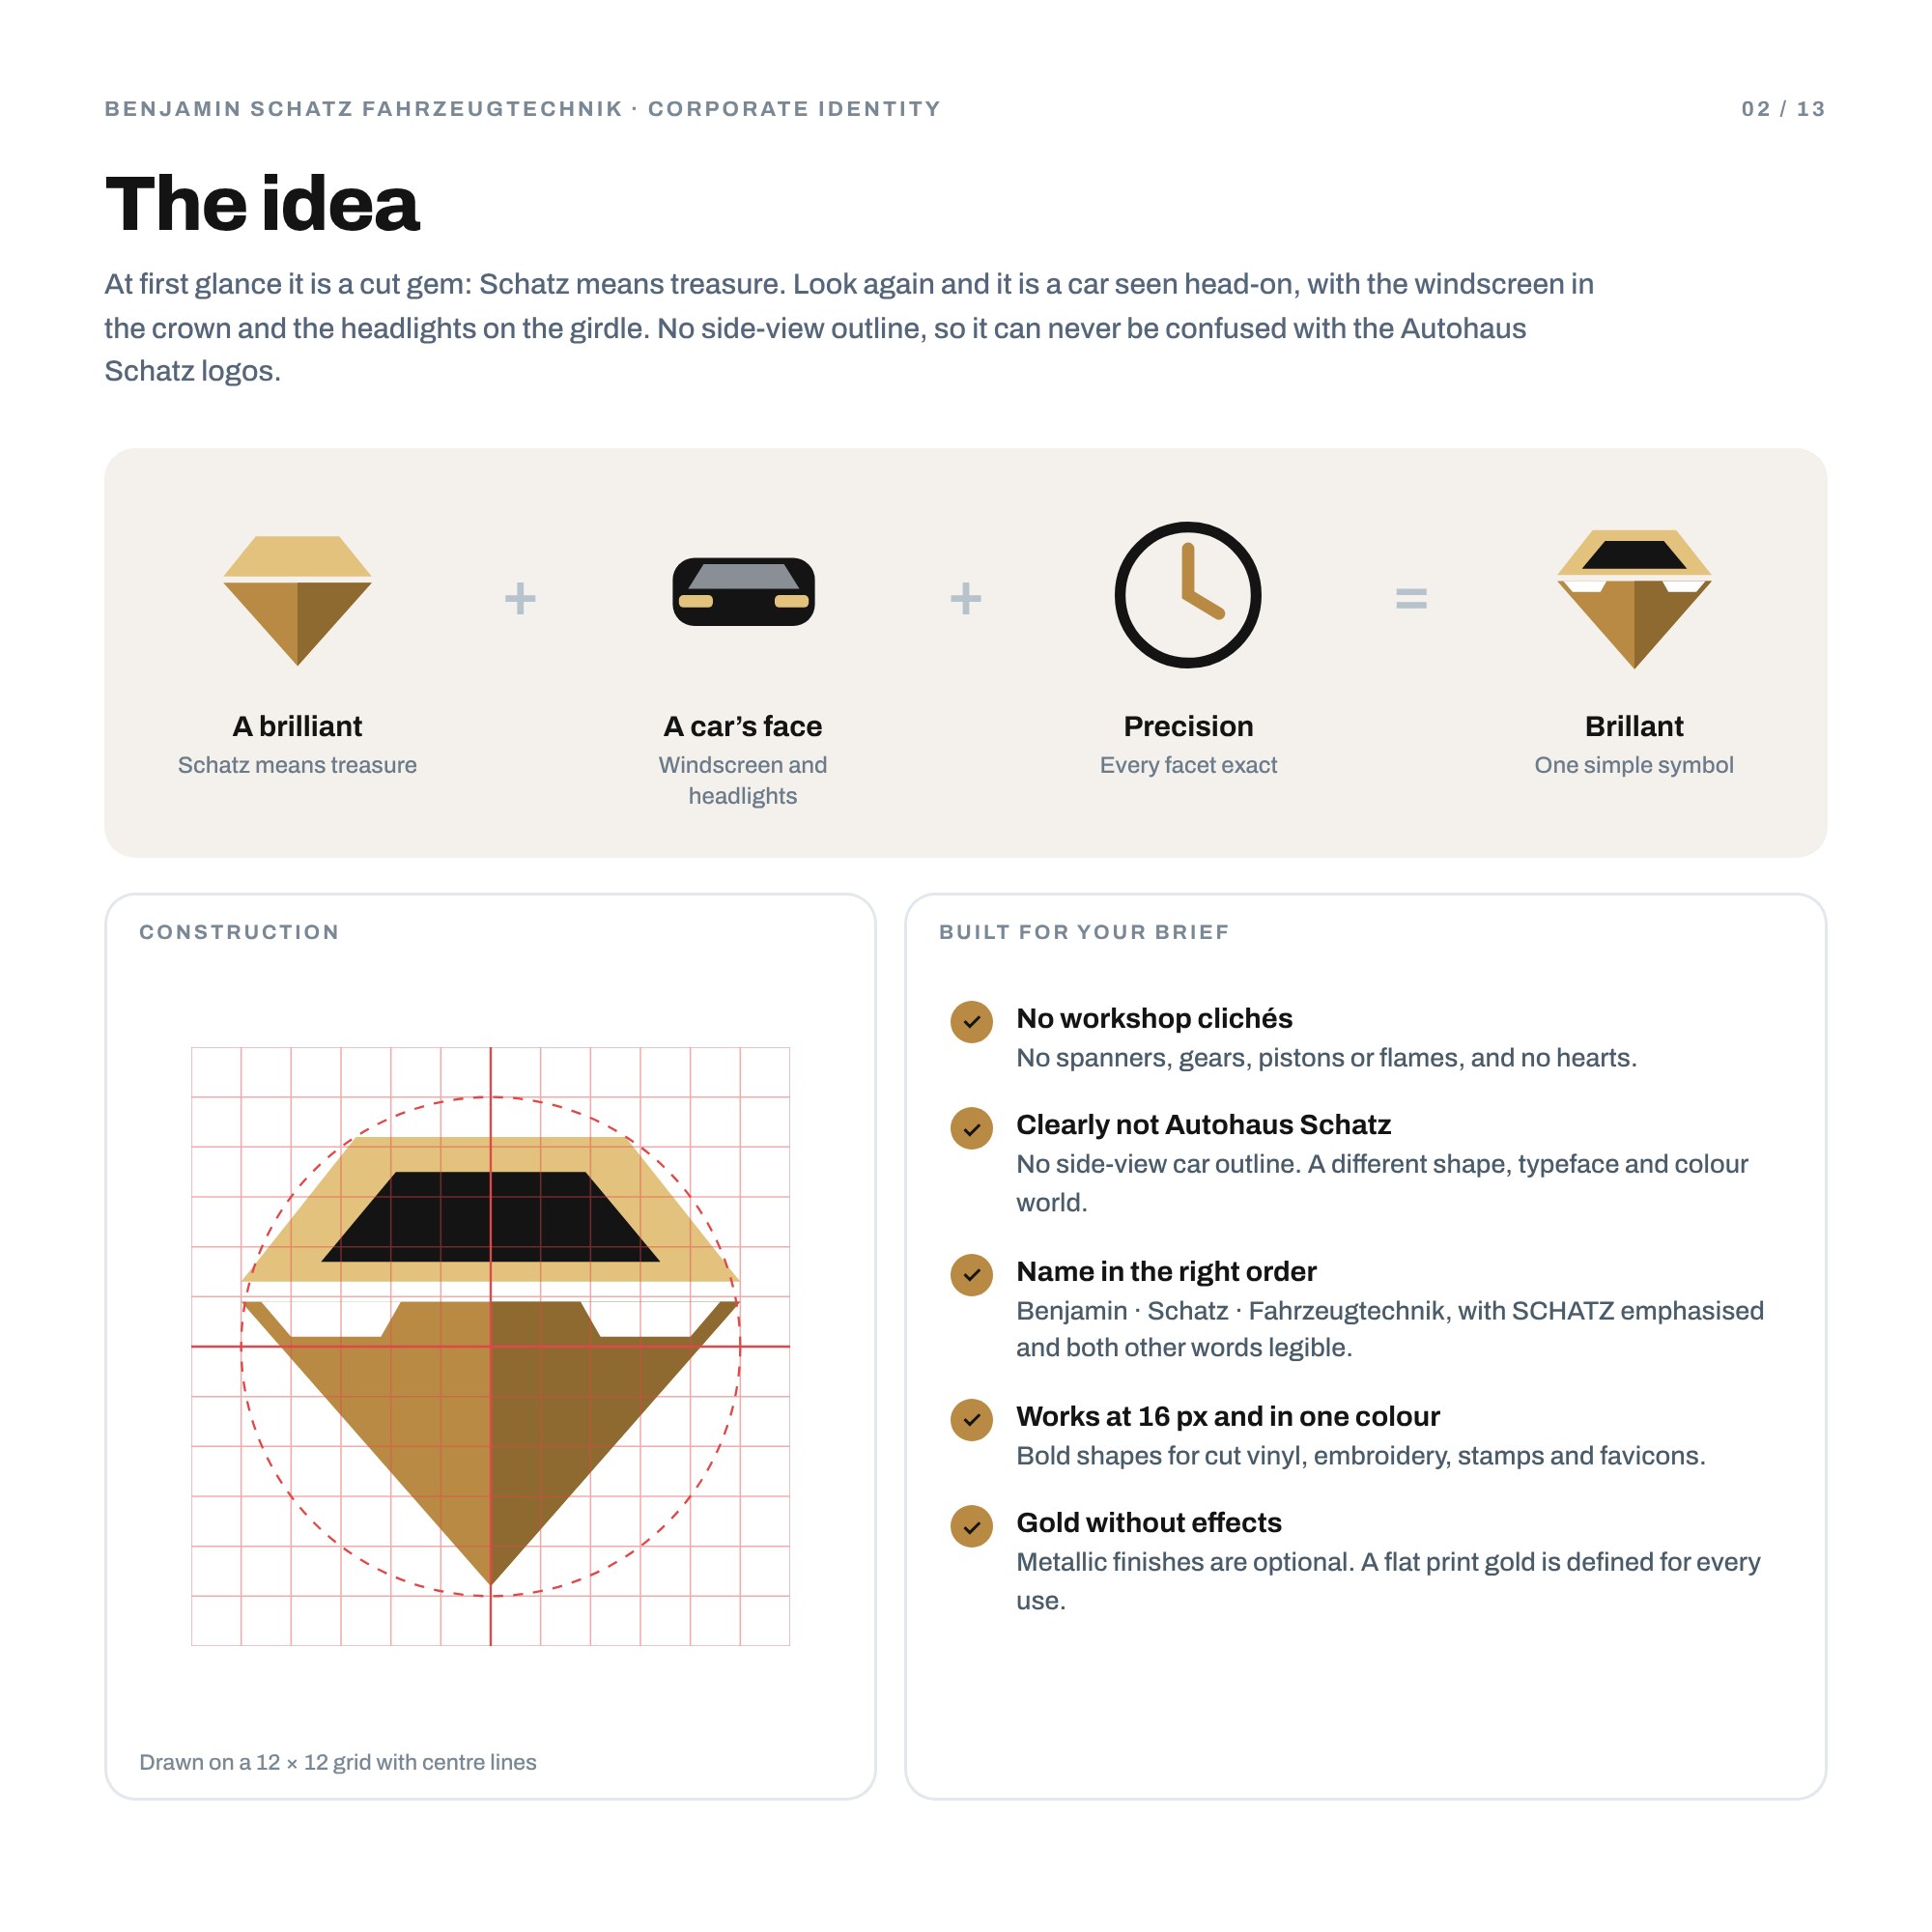 BENJAMIN SCHATZ FAHRZEUGTECHNIK · CORPORATE IDENTITY
02 / 13
The idea
At first glance it is a cut gem: Schatz means treasure. Look again and it is a car seen head-on, with the windscreen in
the crown and the headlights on the girdle. No side-view outline, so it can never be confused with the Autohaus
Schatz logos.
+
+
=
A brilliant
Schatz means treasure
A car’s face
Windscreen and
headlights
Precision
Every facet exact
Brillant
One simple symbol
CONSTRUCTION
Drawn on a 12 × 12 grid with centre lines
BUILT FOR YOUR BRIEF
No workshop clichés
No spanners, gears, pistons or flames, and no hearts.
Clearly not Autohaus Schatz
No side-view car outline. A different shape, typeface and colour
world.
Name in the right order
Benjamin · Schatz · Fahrzeugtechnik, with SCHATZ emphasised
and both other words legible.
Works at 16 px and in one colour
Bold shapes for cut vinyl, embroidery, stamps and favicons.
Gold without effects
Metallic finishes are optional. A flat print gold is defined for every
use.